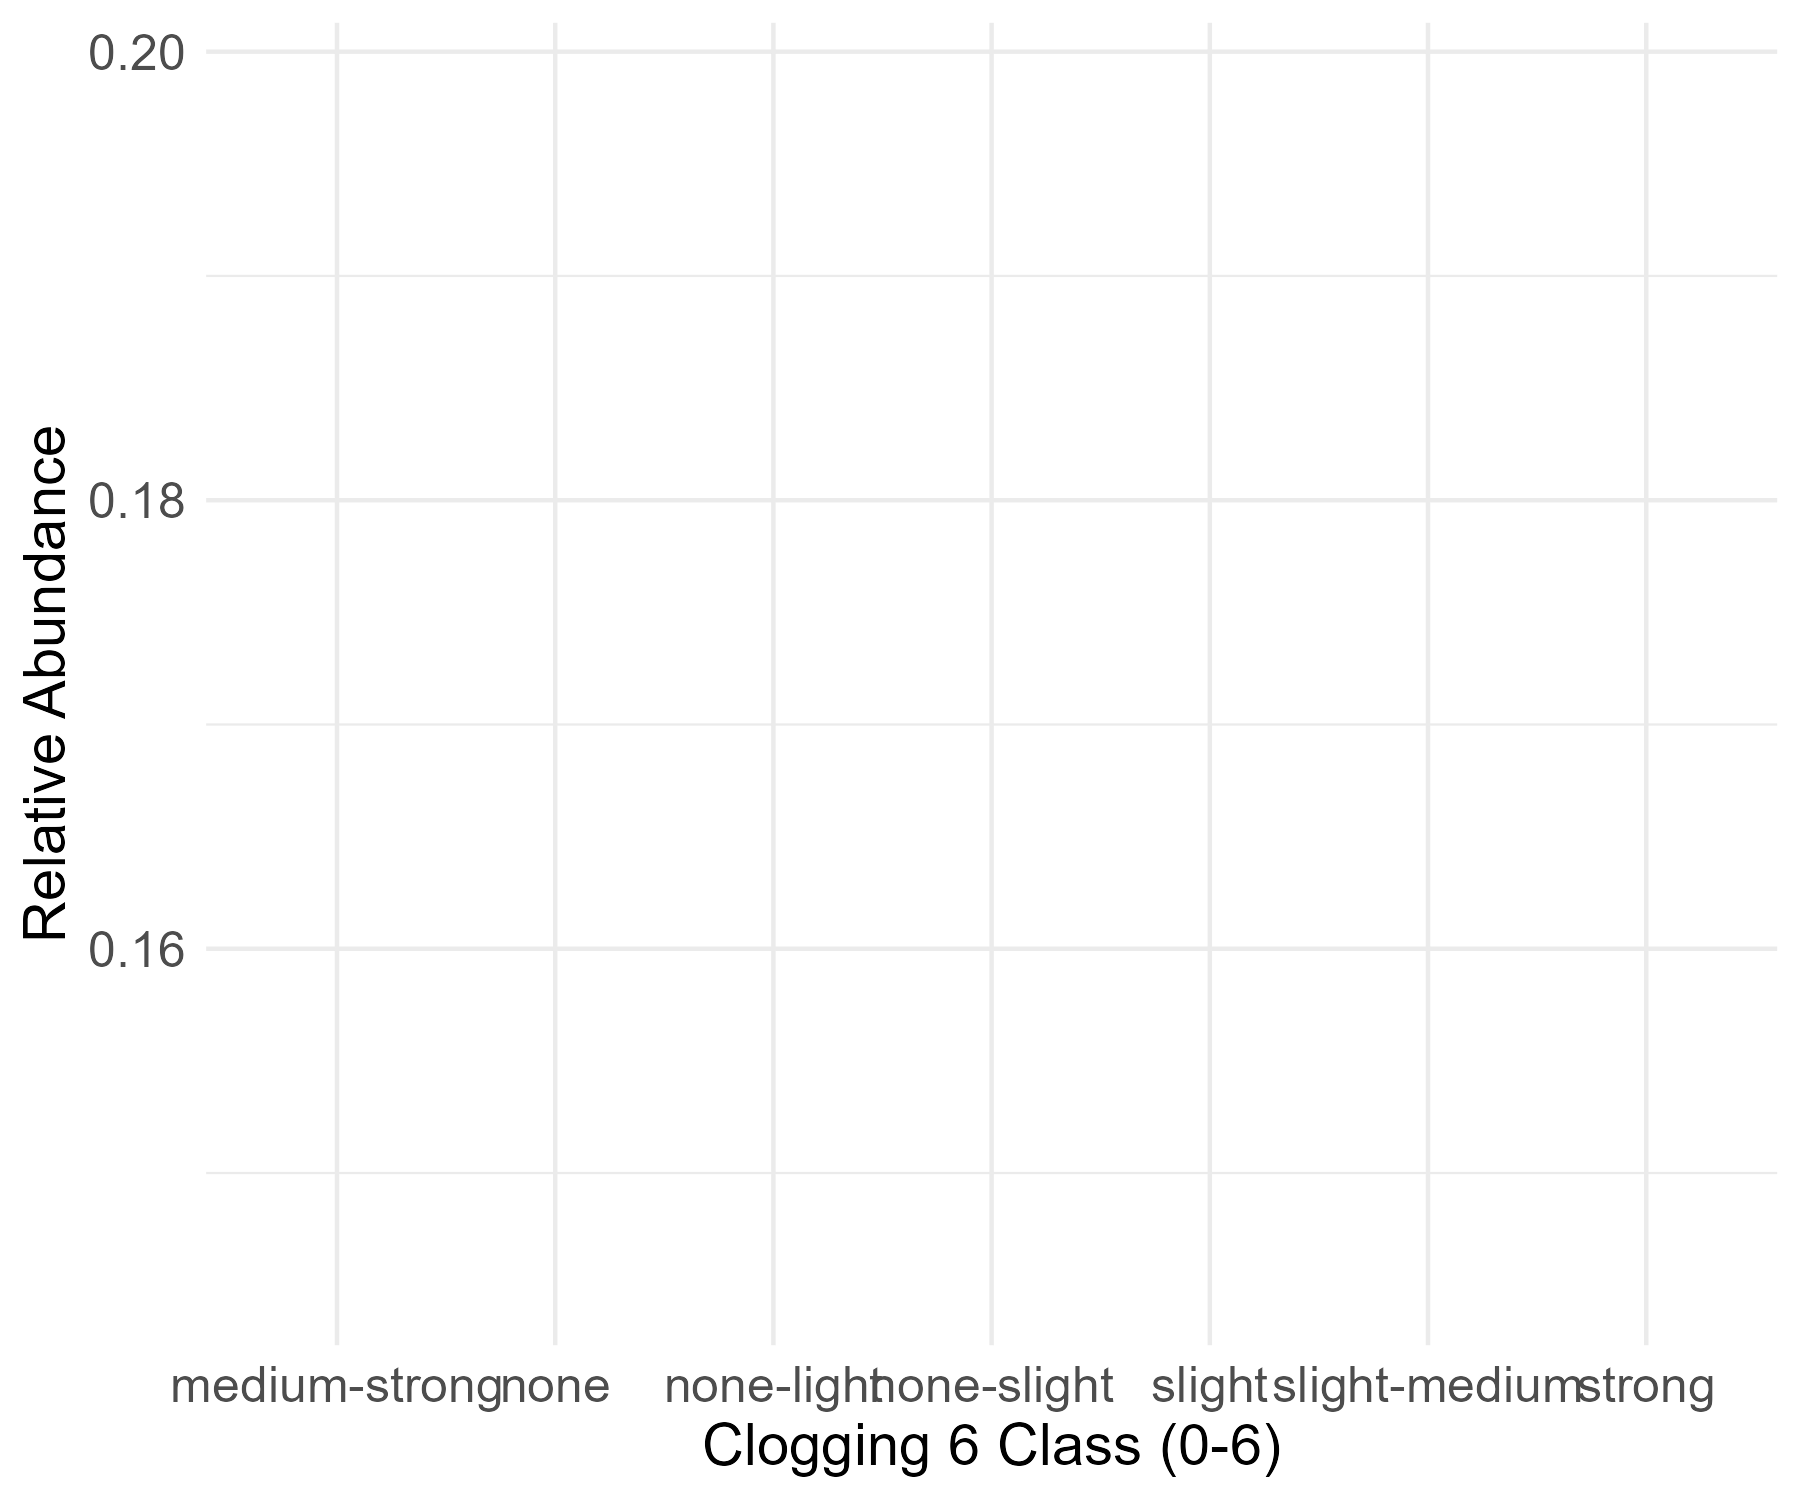 0.20
0.18
0.16
Relative Abundance
medium-strong none none-light none-slight slight slight-medium strong
Clogging 6 Class (0-6)